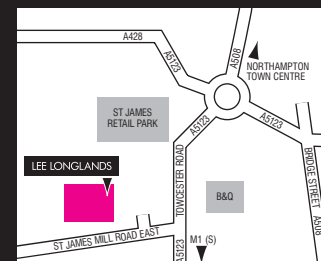 A428
A5123
A508
NORTHAMPTON
TOWN CENTRE
ST JAMES
RETAIL PARK
A5123
A5123
LEE LONGLANDS
TOWCESTER ROAD
B&Q
BRIDGE STREET
A508
ST JAMES MILL ROAD EAST
A5123
M1 (S)